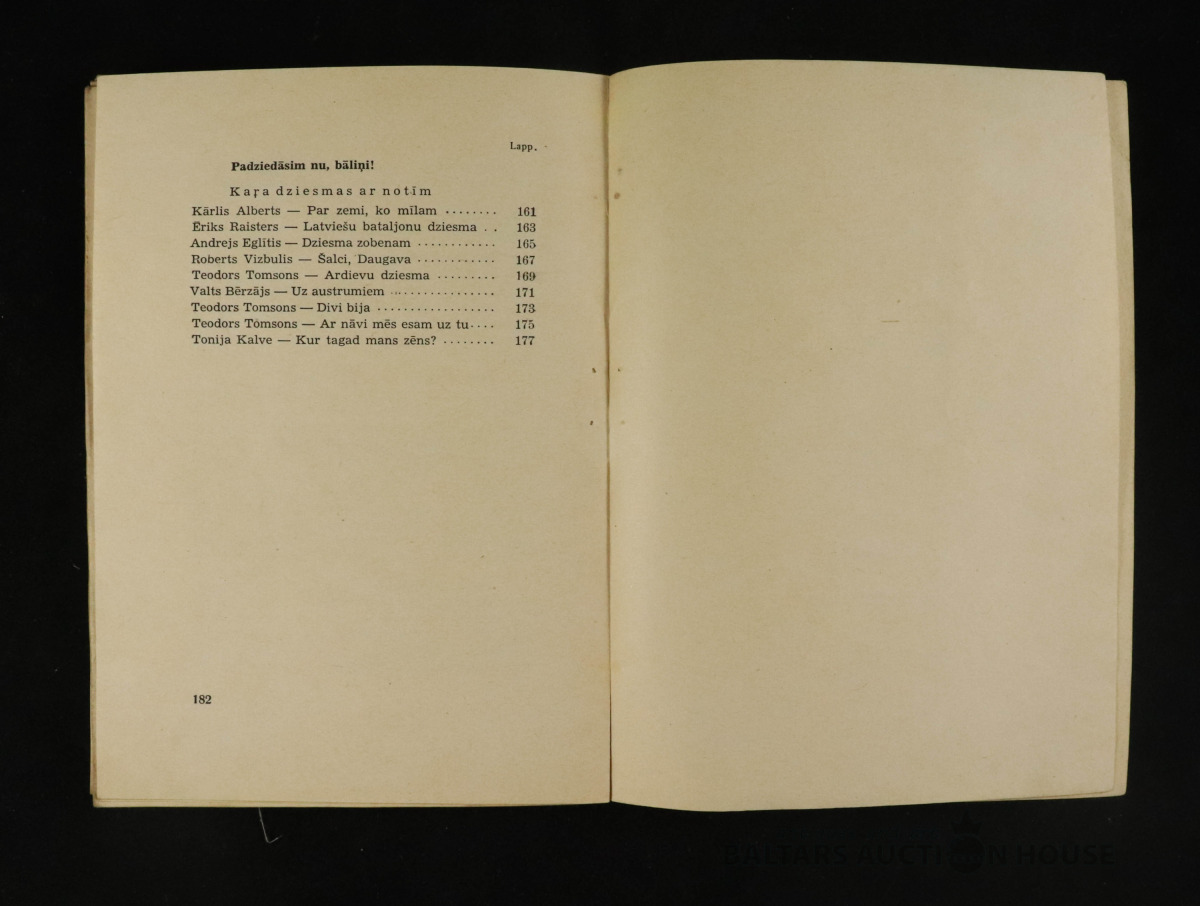 Lapp.
Padziedāsim nu, bāliņi!
Kaŗa dziesmas ar notīm
Kārlis Alberts — Par zemi, ko mīlam ........ 161
Ēriks Raisters — Latviešu bataljonu dziesma . . 163
Andrejs Eglītis — Dziesma zobenam ............ 165
Roberts Vizbulis — Šalci, Daugava ............ 167
Teodors Tomsons — Ardievu dziesma ......... 169
Valts Bērzājs — Uz austrumiem ................ 171
Teodors Tomsons — Divi bija .................. 173
Teodors Tomsons — Ar nāvi mēs esam uz tu.... 175
Tonija Kalve — Kur tagad mans zēns? ........ 177
182
BALTARS AUCTION HOUSE